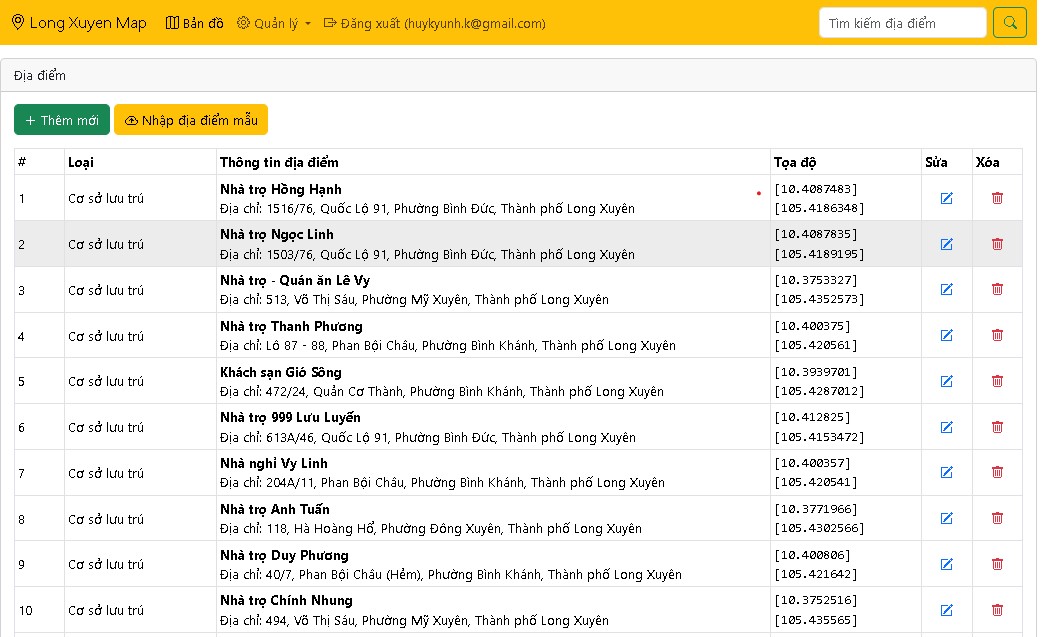 Long Xuyen Map Bản đồ Quản lý Đăng xuất (huykyunh.k@gmail.com) Tìm kiếm địa điểm
Địa điểm
+ Thêm mới Nhập địa điểm mẫu
# Loại Thông tin địa điểm Tọa độ Sửa Xóa
1 Cơ sở lưu trú Nhà trọ Hồng Hạnh [10.4087483]
Địa chỉ: 1516/76, Quốc Lộ 91, Phường Bình Đức, Thành phố Long Xuyên [105.4186348]
2 Cơ sở lưu trú Nhà trọ Ngọc Linh [10.4087835]
Địa chỉ: 1503/76, Quốc Lộ 91, Phường Bình Đức, Thành phố Long Xuyên [105.4189195]
3 Cơ sở lưu trú Nhà trọ - Quán ăn Lê Vy [10.3753327]
Địa chỉ: 513, Võ Thị Sáu, Phường Mỹ Xuyên, Thành phố Long Xuyên [105.4352573]
4 Cơ sở lưu trú Nhà trọ Thanh Phương [10.400375]
Địa chỉ: Lô 87 - 88, Phan Bội Châu, Phường Bình Khánh, Thành phố Long Xuyên [105.420561]
5 Cơ sở lưu trú Khách sạn Gió Sông [10.3939701]
Địa chỉ: 472/24, Quản Cơ Thành, Phường Bình Khánh, Thành phố Long Xuyên [105.4287012]
6 Cơ sở lưu trú Nhà trọ 999 Lưu Luyến [10.412825]
Địa chỉ: 613A/46, Quốc Lộ 91, Phường Bình Đức, Thành phố Long Xuyên [105.4153472]
7 Cơ sở lưu trú Nhà nghỉ Vy Linh [10.400357]
Địa chỉ: 204A/11, Phan Bội Châu, Phường Bình Khánh, Thành phố Long Xuyên [105.420541]
8 Cơ sở lưu trú Nhà trọ Anh Tuấn [10.3771966]
Địa chỉ: 118, Hà Hoàng Hổ, Phường Đông Xuyên, Thành phố Long Xuyên [105.4302566]
9 Cơ sở lưu trú Nhà trọ Duy Phương [10.400806]
Địa chỉ: 40/7, Phan Bội Châu (Hẻm), Phường Bình Khánh, Thành phố Long Xuyên [105.421642]
10 Cơ sở lưu trú Nhà trọ Chính Nhung [10.3752516]
Địa chỉ: 494, Võ Thị Sáu, Phường Mỹ Xuyên, Thành phố Long Xuyên [105.435565]